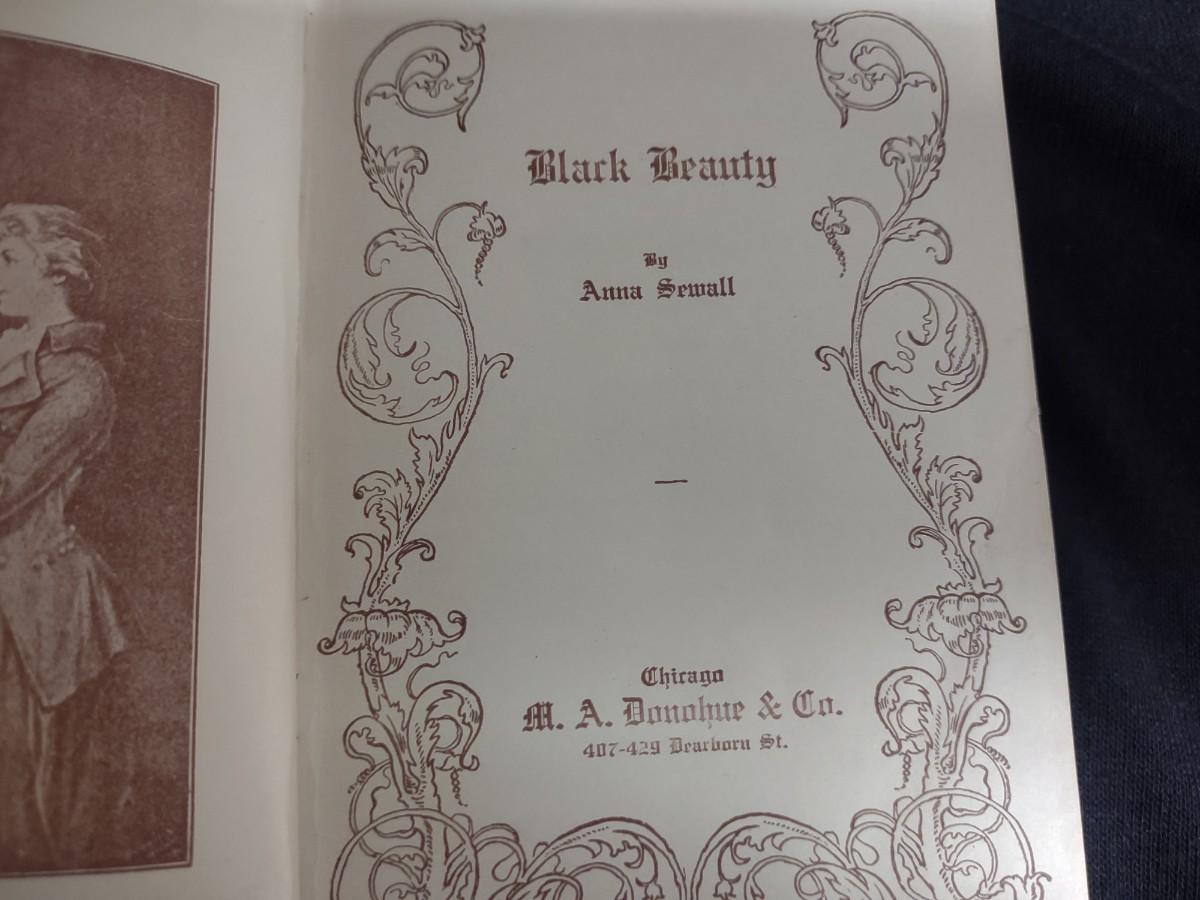 Black Beauty
By
Anna Sewall
Chicago
M. A. Donohue & Co.
407-429 Dearborn St.